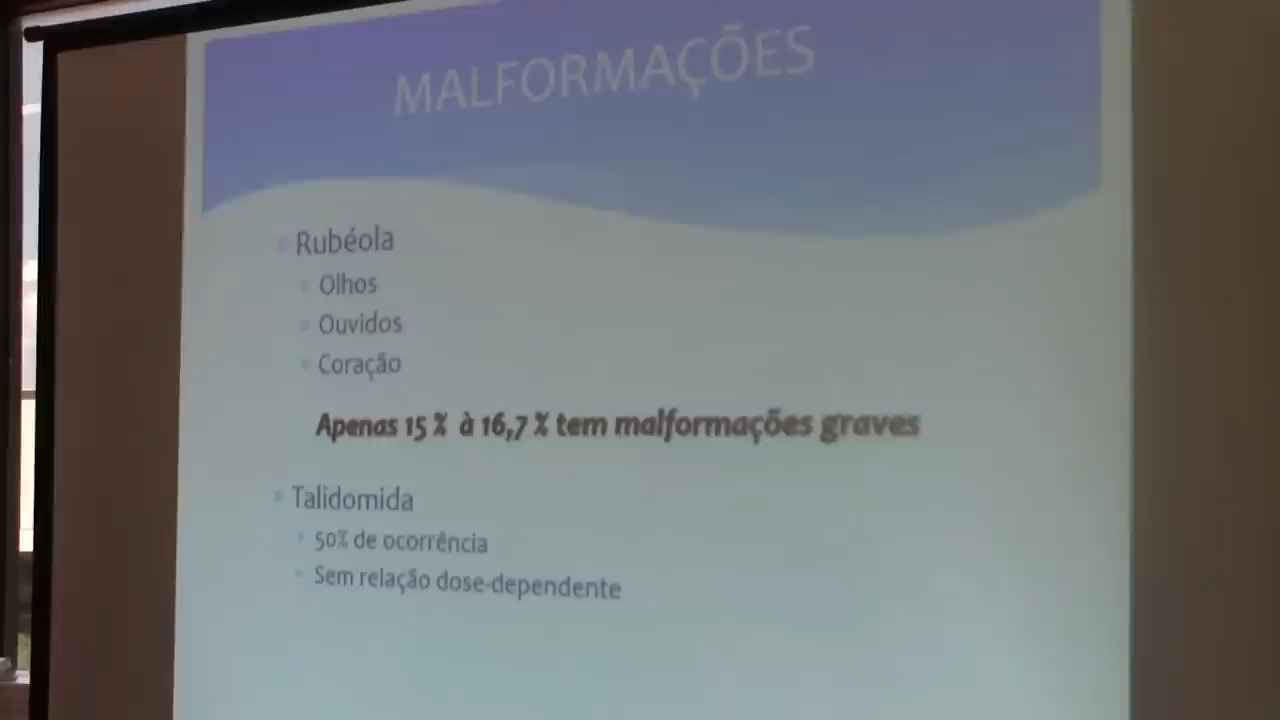 MALFORMAÇÕES
Rubéola
Olhos
Ouvidos
Coração
Apenas 15 % à 16,7 % tem malformações graves
Talidomida
50% de ocorrência
Sem relação dose-dependente